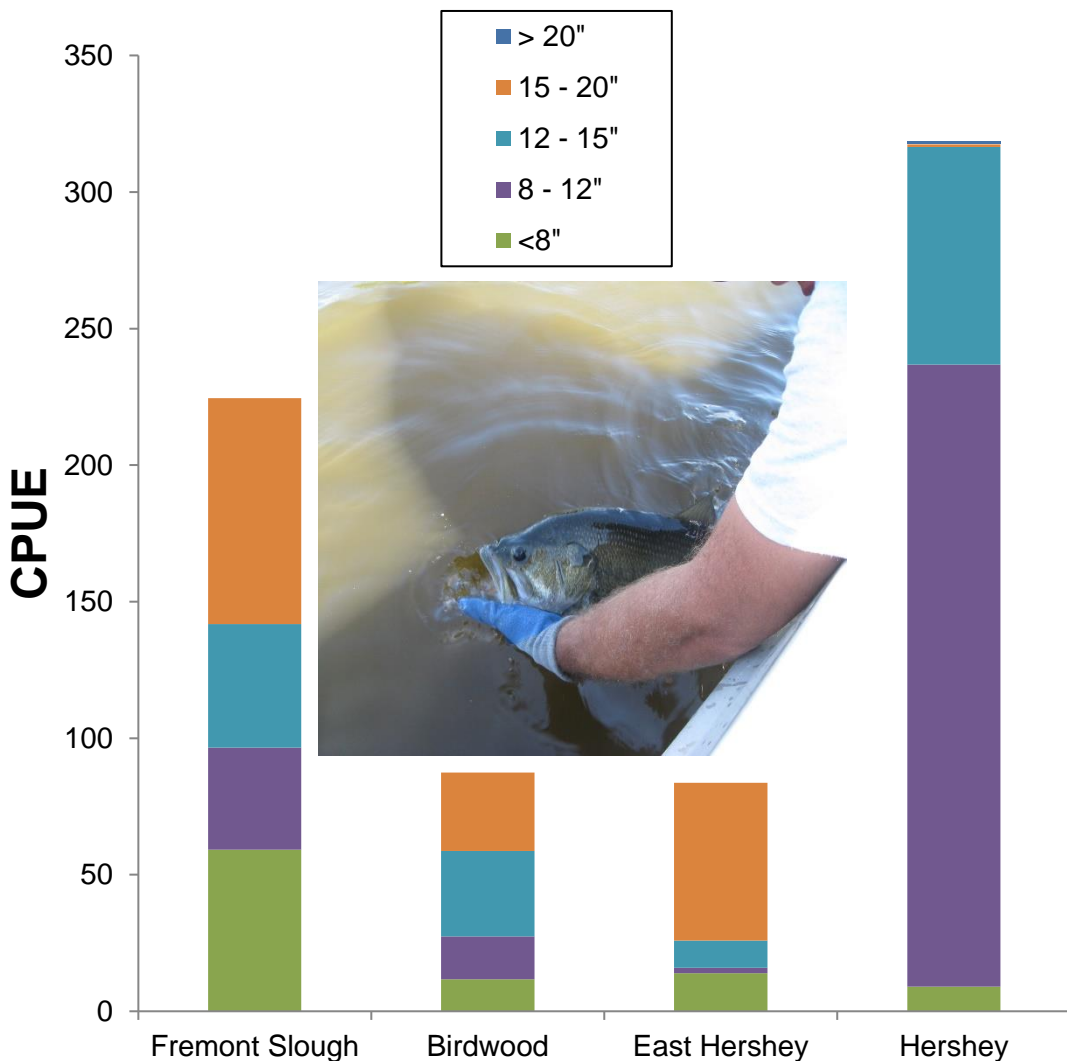 > 20"
15 - 20"
12 - 15"
8 - 12"
<8"
350
300
250
200
150
100
50
0
CPUE
Fremont Slough
Birdwood
East Hershey
Hershey